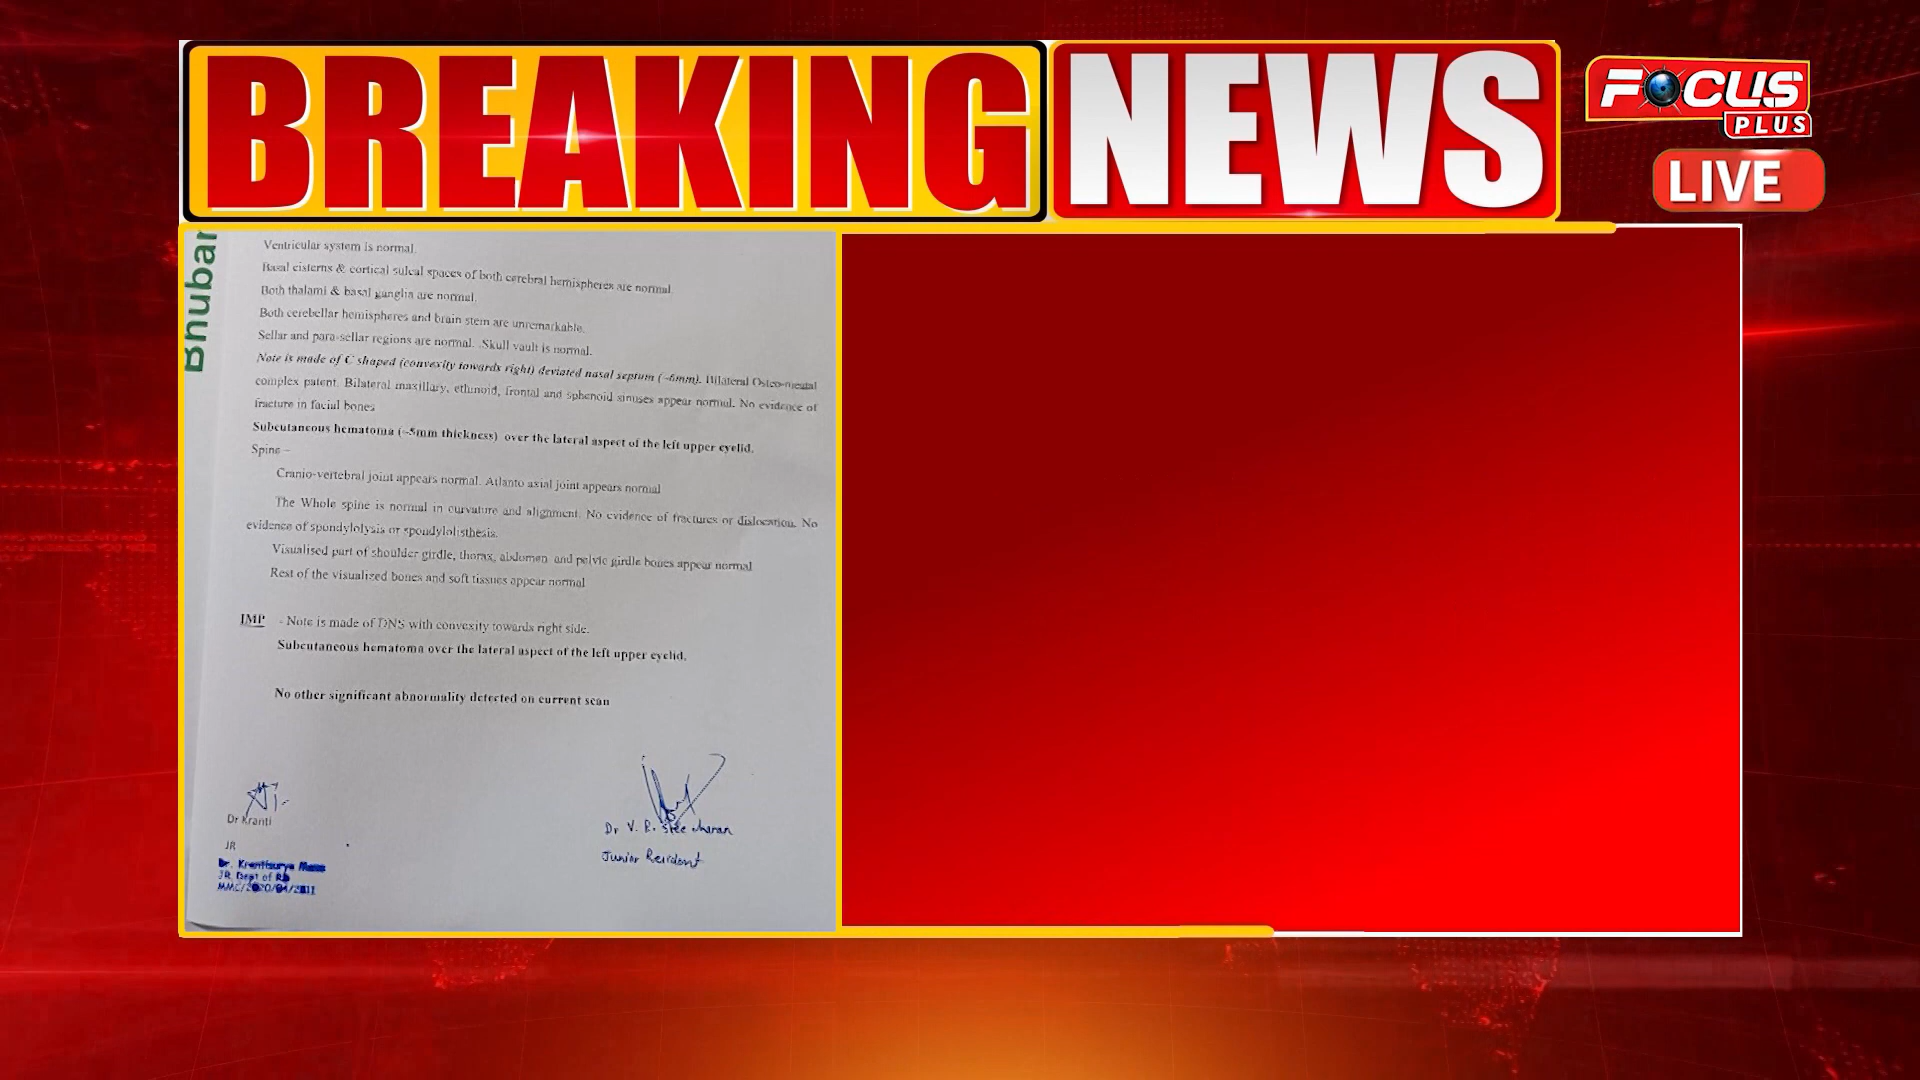 BREAKING NEWS
FOCUS
PLUS
LIVE
Bhuban
Ventricular system is normal.
Basal cisterns & cortical sulcal spaces of both cerebral hemispheres are normal.
Both thalami & basal ganglia are normal.
Both cerebellar hemispheres and brain stem are unremarkable.
Sellar and para-sellar regions are normal. .Skull vault is normal.
Note is made of C shaped (convexity towards right) deviated nasal septum (~6mm). Bilateral Osteo-meatal
complex patent. Bilateral maxillary, ethmoid, frontal and sphenoid sinuses appear normal. No evidence of
fracture in facial bones
Subcutaneous hematoma (~5mm thickness) over the lateral aspect of the left upper eyelid.
Spine –
Cranio-vertebral joint appears normal. Atlanto axial joint appears normal
The Whole spine is normal in curvature and alignment. No evidence of fractures or dislocation. No
evidence of spondylolysis or spondylolisthesis.
Visualised part of shoulder girdle, thorax, abdomen and pelvic girdle bones appear normal
Rest of the visualized bones and soft tissues appear normal
IMP - Note is made of DNS with convexity towards right side.
Subcutaneous hematoma over the lateral aspect of the left upper eyelid.
No other significant abnormality detected on current scan
Dr Kranti
JR
Dr.
JR, Dept of
Dr V. R. Sree charan
Junior Resident